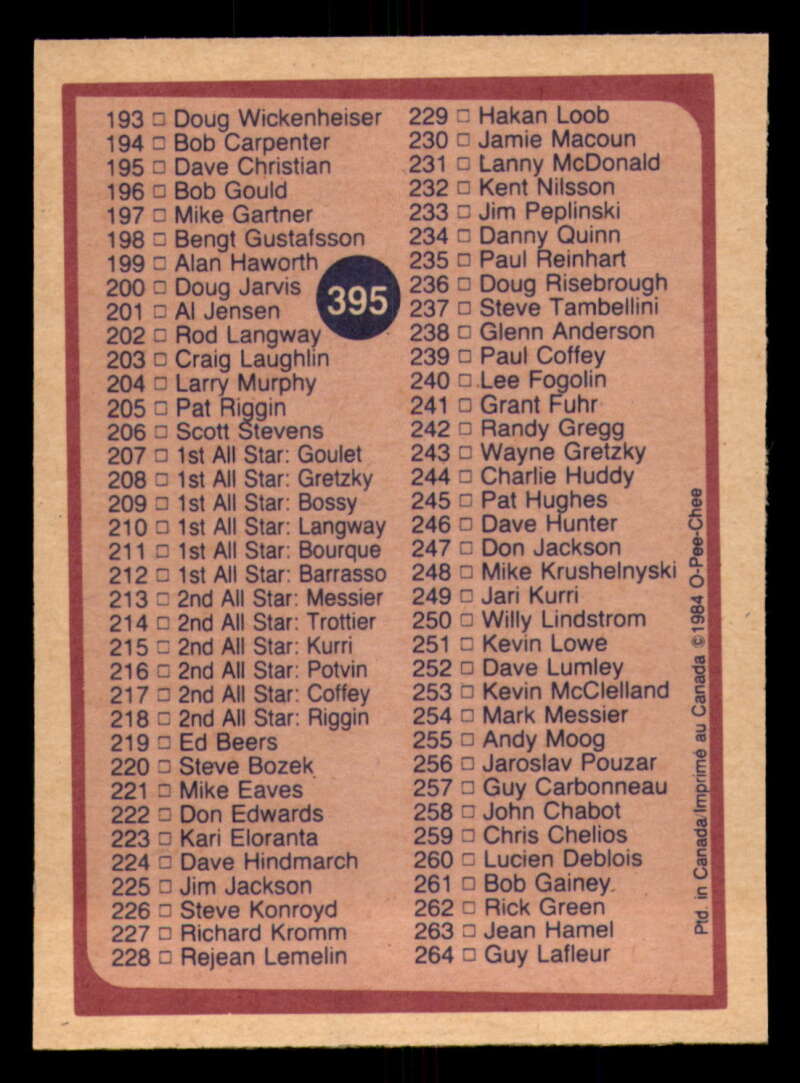 193 □ Doug Wickenheiser
194 □ Bob Carpenter
195 □ Dave Christian
196 □ Bob Gould
197 □ Mike Gartner
198 □ Bengt Gustafsson
199 □ Alan Haworth
200 □ Doug Jarvis
201 □ Al Jensen
202 □ Rod Langway
203 □ Craig Laughlin
204 □ Larry Murphy
205 □ Pat Riggin
206 □ Scott Stevens
207 □ 1st All Star: Goulet
208 □ 1st All Star: Gretzky
209 □ 1st All Star: Bossy
210 □ 1st All Star: Langway
211 □ 1st All Star: Bourque
212 □ 1st All Star: Barrasso
213 □ 2nd All Star: Messier
214 □ 2nd All Star: Trottier
215 □ 2nd All Star: Kurri
216 □ 2nd All Star: Potvin
217 □ 2nd All Star: Coffey
218 □ 2nd All Star: Riggin
219 □ Ed Beers
220 □ Steve Bozek
221 □ Mike Eaves
222 □ Don Edwards
223 □ Kari Eloranta
224 □ Dave Hindmarch
225 □ Jim Jackson
226 □ Steve Konroyd
227 □ Richard Kromm
228 □ Rejean Lemelin
395
229 □ Hakan Loob
230 □ Jamie Macoun
231 □ Lanny McDonald
232 □ Kent Nilsson
233 □ Jim Peplinski
234 □ Danny Quinn
235 □ Paul Reinhart
236 □ Doug Risebrough
237 □ Steve Tambellini
238 □ Glenn Anderson
239 □ Paul Coffey
240 □ Lee Fogolin
241 □ Grant Fuhr
242 □ Randy Gregg
243 □ Wayne Gretzky
244 □ Charlie Huddy
245 □ Pat Hughes
246 □ Dave Hunter
247 □ Don Jackson
248 □ Mike Krushelnyski
249 □ Jari Kurri
250 □ Willy Lindstrom
251 □ Kevin Lowe
252 □ Dave Lumley
253 □ Kevin McClelland
254 □ Mark Messier
255 □ Andy Moog
256 □ Jaroslav Pouzar
257 □ Guy Carbonneau
258 □ John Chabot
259 □ Chris Chelios
260 □ Lucien Deblois
261 □ Bob Gainey
262 □ Rick Green
263 □ Jean Hamel
264 □ Guy Lafleur
Ptd. in Canada/Imprimé au Canada ©1984 O-Pee-Chee